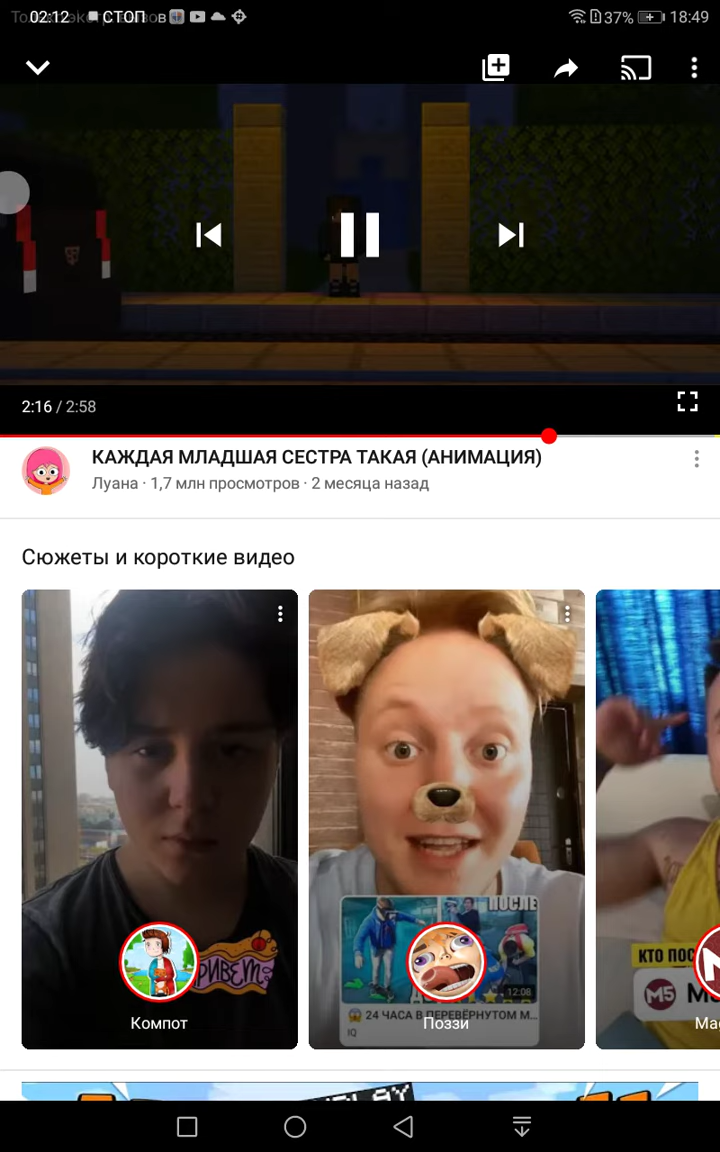 02:12 СТОП в 37% 18:49
2:16 / 2:58
КАЖДАЯ МЛАДШАЯ СЕСТРА ТАКАЯ (АНИМАЦИЯ)
Луана · 1,7 млн просмотров · 2 месяца назад
Сюжеты и короткие видео
ПРИВЕТ
ПОСЛЕ
12:08
24 ЧАСА В ПЕРЕВЁРНУТОМ М...
IQ
КТО ПОС
M5
Компот
Поззи
Ма